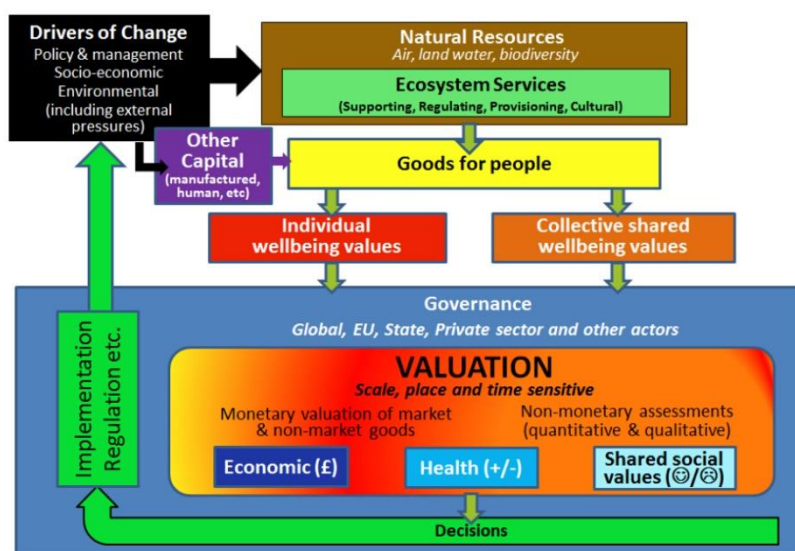 Drivers of Change
Policy & management
Socio-economic
Environmental
(including external
pressures)
Natural Resources
Air, land water, biodiversity
Ecosystem Services
(Supporting, Regulating, Provisioning, Cultural)
Other
Capital
(manufactured,
human, etc)
Goods for people
Individual
wellbeing values
Collective shared
wellbeing values
Governance
Global, EU, State, Private sector and other actors
VALUATION
Scale, place and time sensitive
Monetary valuation of market
& non-market goods
Non-monetary assessments
(quantitative & qualitative)
Economic (£)
Health (+/-)
Shared social
values (☺/☹)
Implementation
Regulation etc.
Decisions